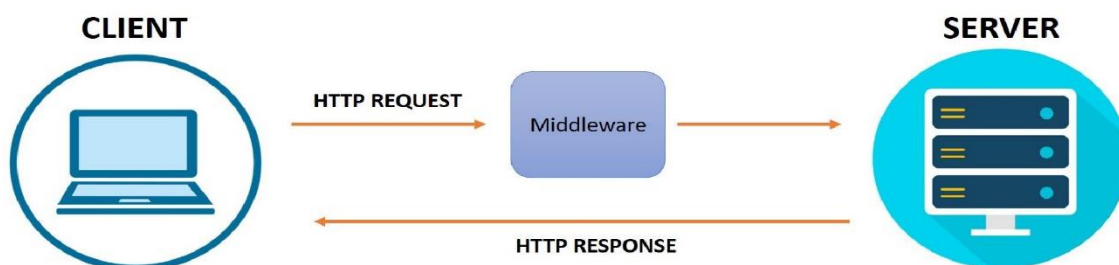 CLIENT
SERVER
HTTP REQUEST
Middleware
HTTP RESPONSE